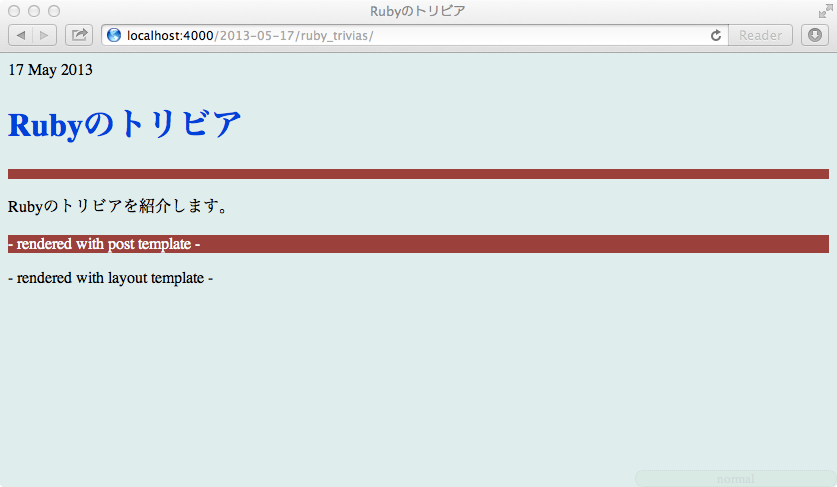 Rubyのトリビア
localhost:4000/2013-05-17/ruby_trivias/
Reader
17 May 2013
Rubyのトリビア
Rubyのトリビアを紹介します。
- rendered with post template -
- rendered with layout template -
normal